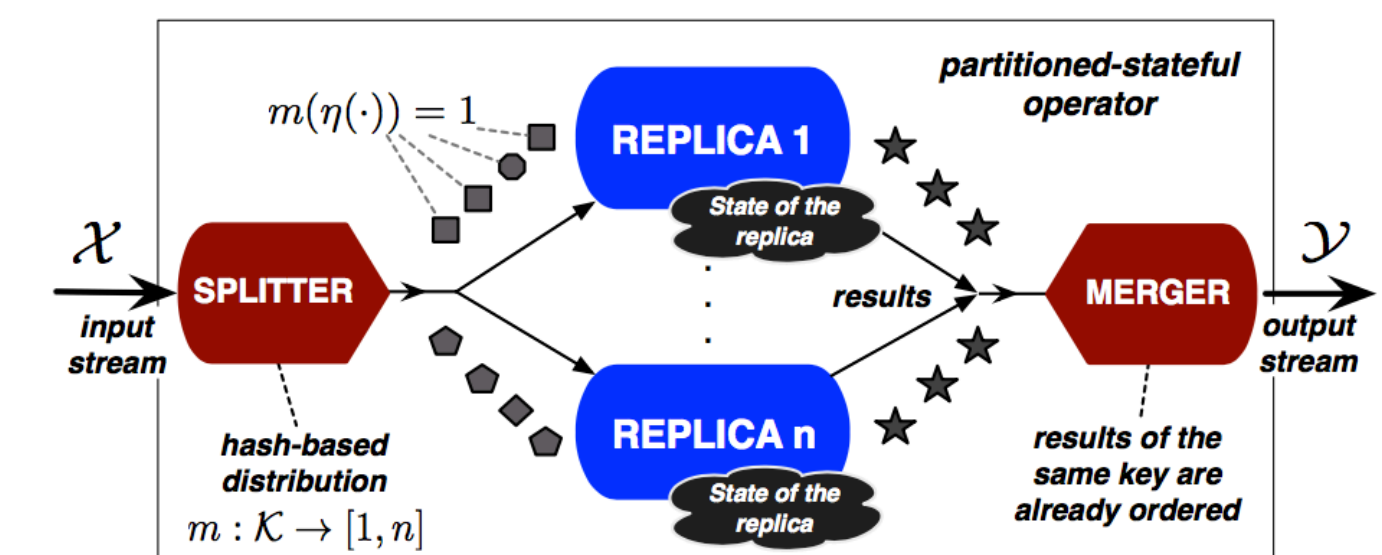 partitioned-stateful
operator
m(η(·)) = 1
REPLICA 1
State of the
replica
𝒳
input
stream
SPLITTER
hash-based
distribution
m : 𝒦 → [1, n]
.
.
.
results
REPLICA n
State of the
replica
MERGER
results of the
same key are
already ordered
𝒴
output
stream